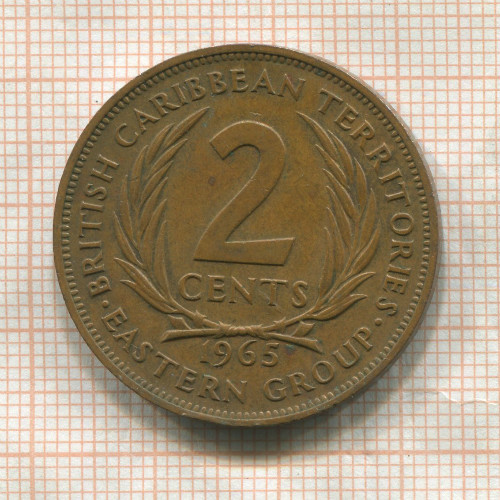 BRITISH CARIBBEAN TERRITORIES
2
CENTS
1965
· EASTERN GROUP ·